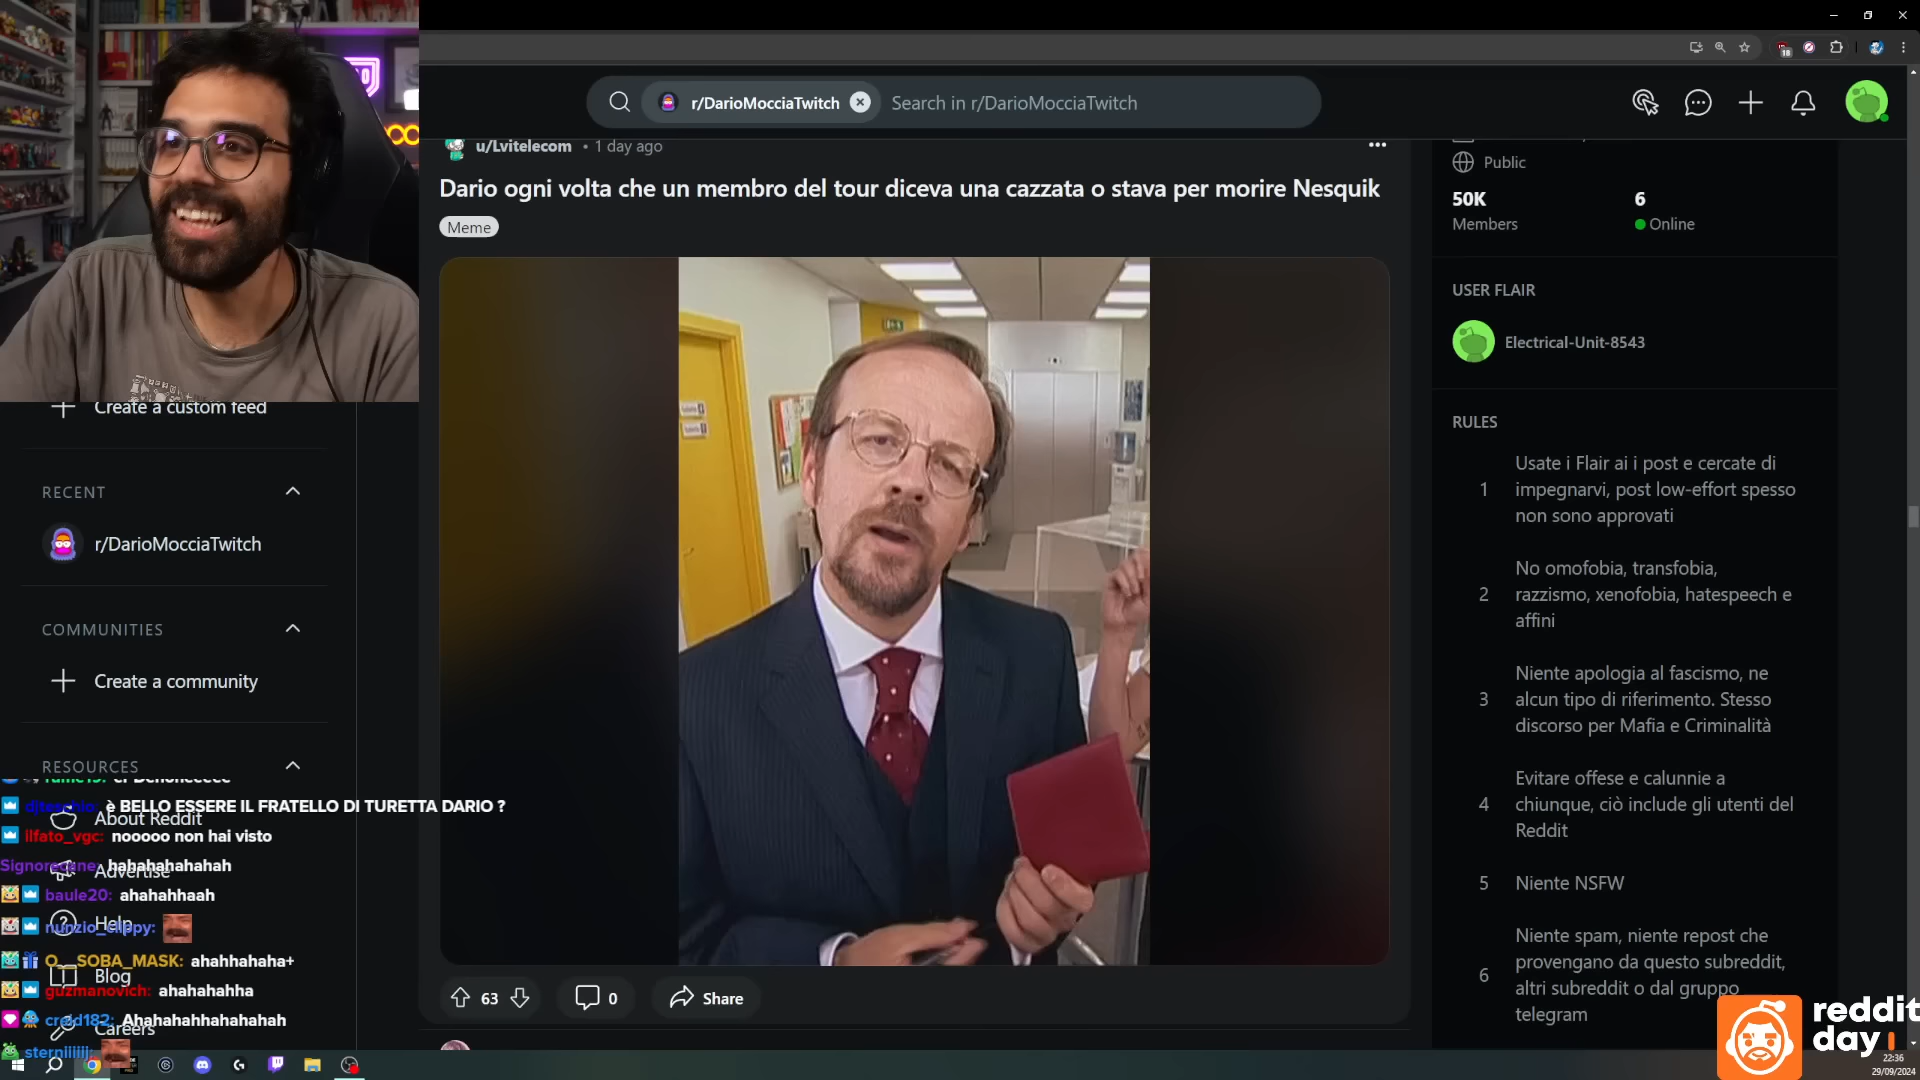 r/DarioMocciaTwitch
Search in r/DarioMocciaTwitch
18
u/Lvitelecom • 1 day ago
Dario ogni volta che un membro del tour diceva una cazzata o stava per morire Nesquik
Meme
63
0
Share
Create a custom feed
RECENT
r/DarioMocciaTwitch
COMMUNITIES
Create a community
RESOURCES
About Reddit
Advertise
Help
Blog
Careers
è BELLO ESSERE IL FRATELLO DI TURETTA DARIO ?
ilfato_vgc: nooooo non hai visto
hahahahahahah
baule20: ahahahhaah
nunzio_clippy:
O__SOBA_MASK: ahahhahaha+
guzmanovich: ahahahahha
creid182: Ahahahahhahahahah
Public
50K
Members
6
Online
USER FLAIR
Electrical-Unit-8543
RULES
1
Usate i Flair ai i post e cercate di
impegnarvi, post low-effort spesso
non sono approvati
2
No omofobia, transfobia,
razzismo, xenofobia, hatespeech e
affini
3
Niente apologia al fascismo, ne
alcun tipo di riferimento. Stesso
discorso per Mafia e Criminalità
4
Evitare offese e calunnie a
chiunque, ciò include gli utenti del
Reddit
5
Niente NSFW
6
Niente spam, niente repost che
provengano da questo subreddit,
altri subreddit o dal gruppo
telegram
reddit
day
22:36
29/09/2024